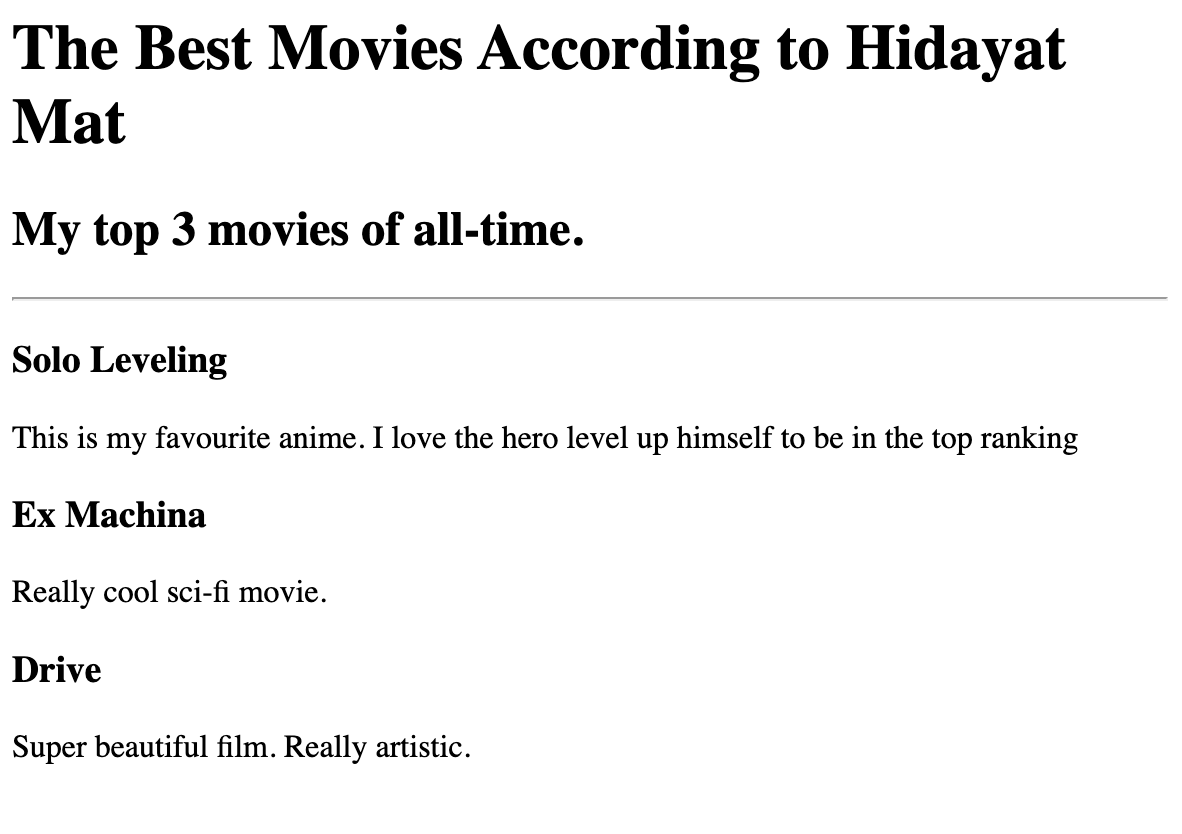 The Best Movies According to Hidayat
Mat
My top 3 movies of all-time.
Solo Leveling
This is my favourite anime. I love the hero level up himself to be in the top ranking
Ex Machina
Really cool sci-fi movie.
Drive
Super beautiful film. Really artistic.